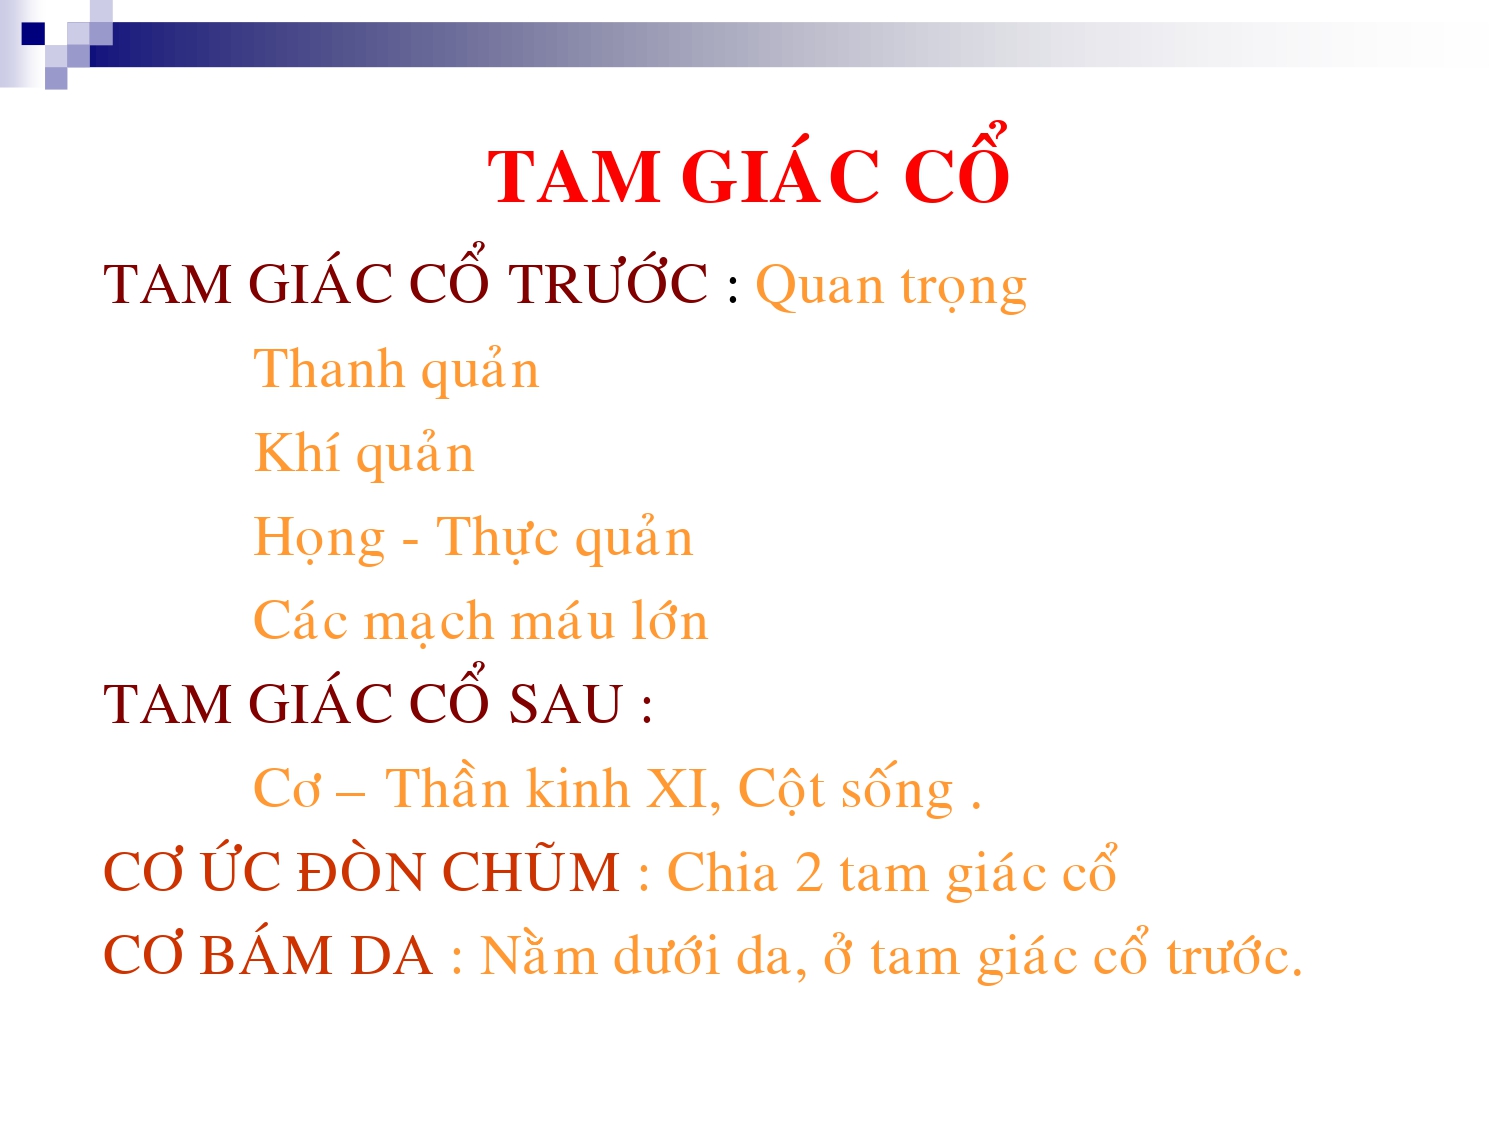 TAM GIÁC CỔ
TAM GIÁC CỔ TRƯỚC : Quan trọng
Thanh quản
Khí quản
Họng - Thực quản
Các mạch máu lớn
TAM GIÁC CỔ SAU :
Cơ – Thần kinh XI, Cột sống .
CƠ ỨC ĐÒN CHŨM : Chia 2 tam giác cổ
CƠ BÁM DA : Nằm dưới da, ở tam giác cổ trước.